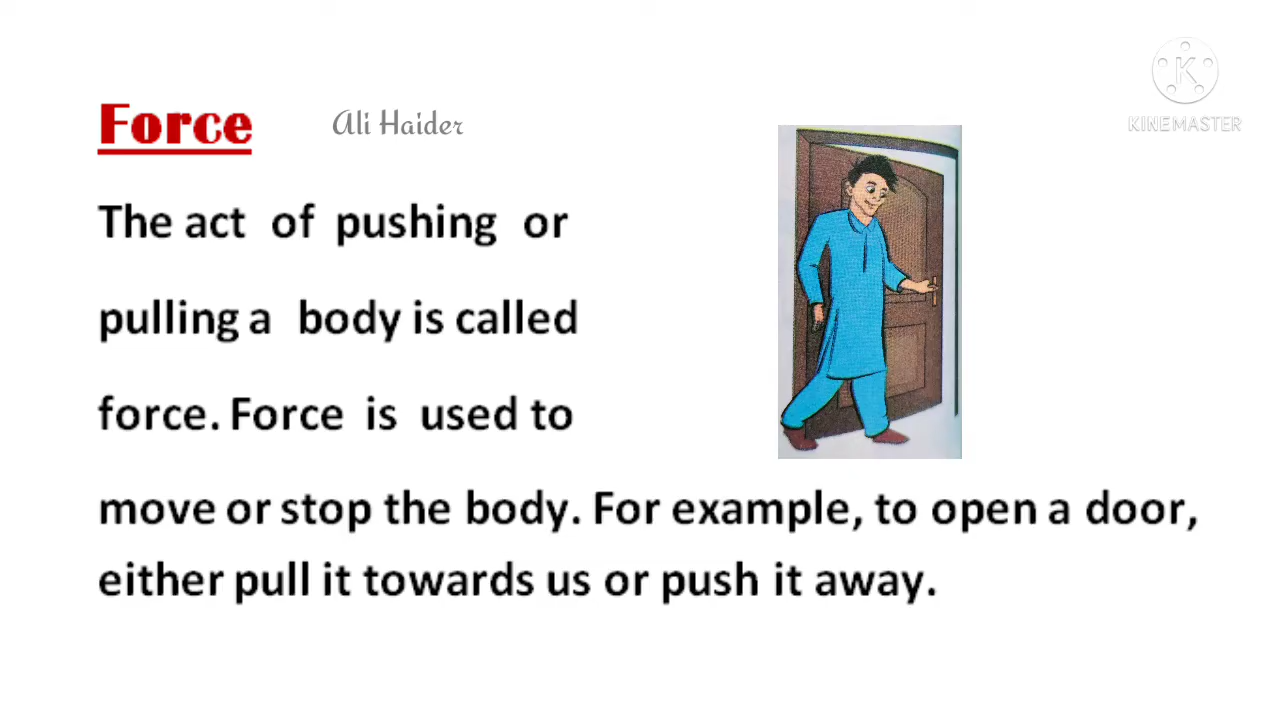 Force
Ali Haider
K
KINEMASTER
The act of pushing or
pulling a body is called
force. Force is used to
move or stop the body. For example, to open a door,
either pull it towards us or push it away.